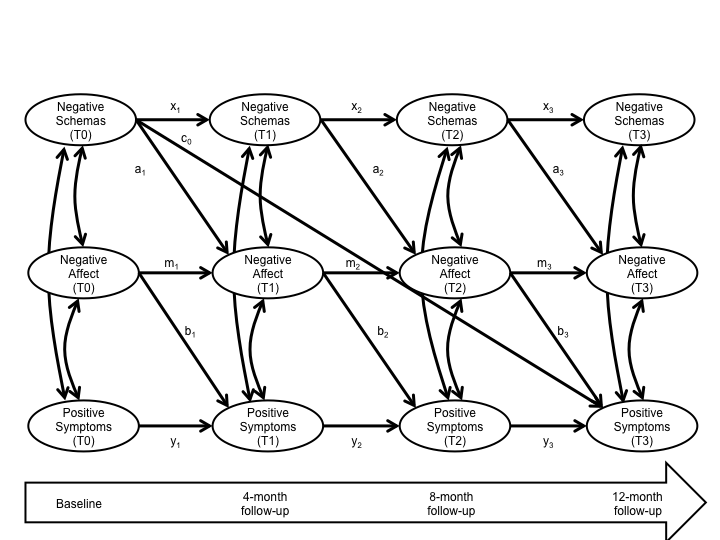 Negative
Schemas
(T0)
x1
Negative
Schemas
(T1)
x2
Negative
Schemas
(T2)
x3
Negative
Schemas
(T3)
c0
a1
a2
a3
Negative
Affect
(T0)
m1
Negative
Affect
(T1)
m2
Negative
Affect
(T2)
m3
Negative
Affect
(T3)
b1
b2
b3
Positive
Symptoms
(T0)
y1
Positive
Symptoms
(T1)
y2
Positive
Symptoms
(T2)
y3
Positive
Symptoms
(T3)
Baseline
4-month
follow-up
8-month
follow-up
12-month
follow-up